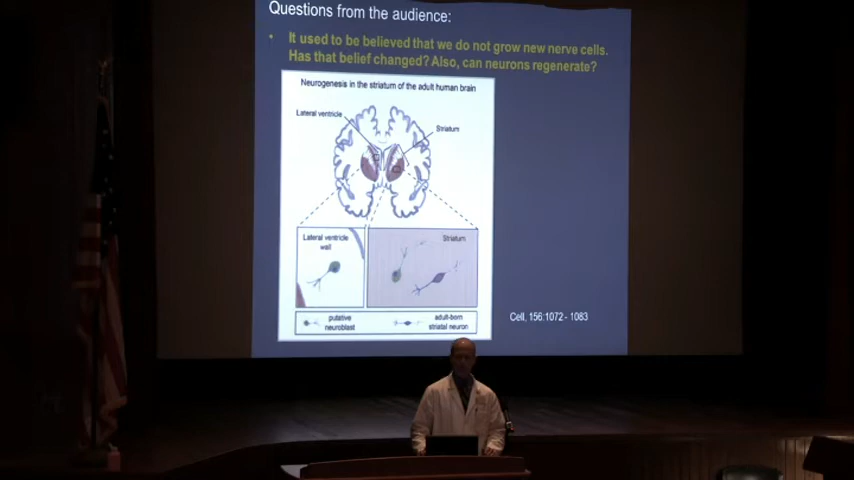 Questions from the audience:
• It used to be believed that we do not grow new nerve cells.
Has that belief changed? Also, can neurons regenerate?
Neurogenesis in the striatum of the adult human brain
Lateral ventricle
Striatum
Lateral ventricle
wall
Striatum
putative
neuroblast
adult-born
striatal neuron
Cell, 156:1072 - 1083